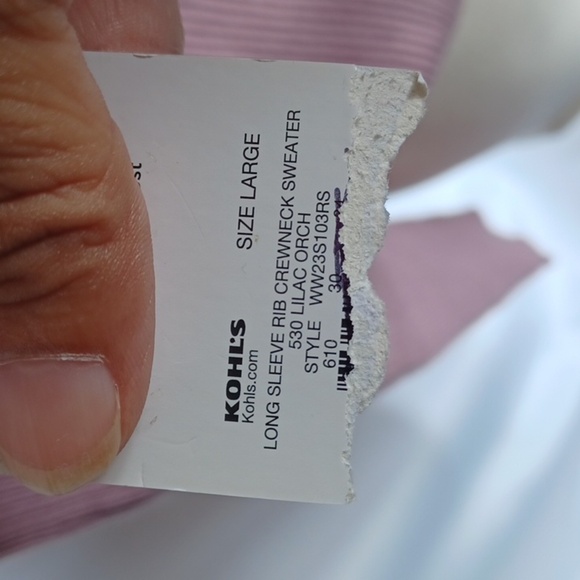 KOHL'S
Kohls.com
SIZE LARGE
LONG SLEEVE RIB CREWNECK SWEATER
530 LILAC ORCH
STYLE WW23S103RS
610 30